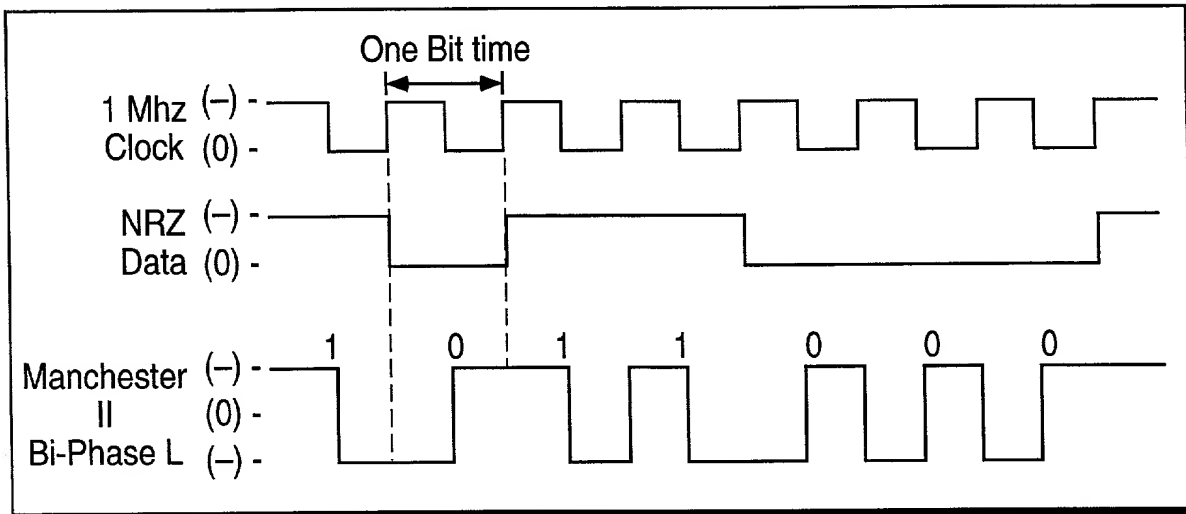 One Bit time
1 Mhz (–) -
Clock (0) -
NRZ (–) -
Data (0) -
1 0 1 1 0 0 0
Manchester (–) -
II (0) -
Bi-Phase L (–) -